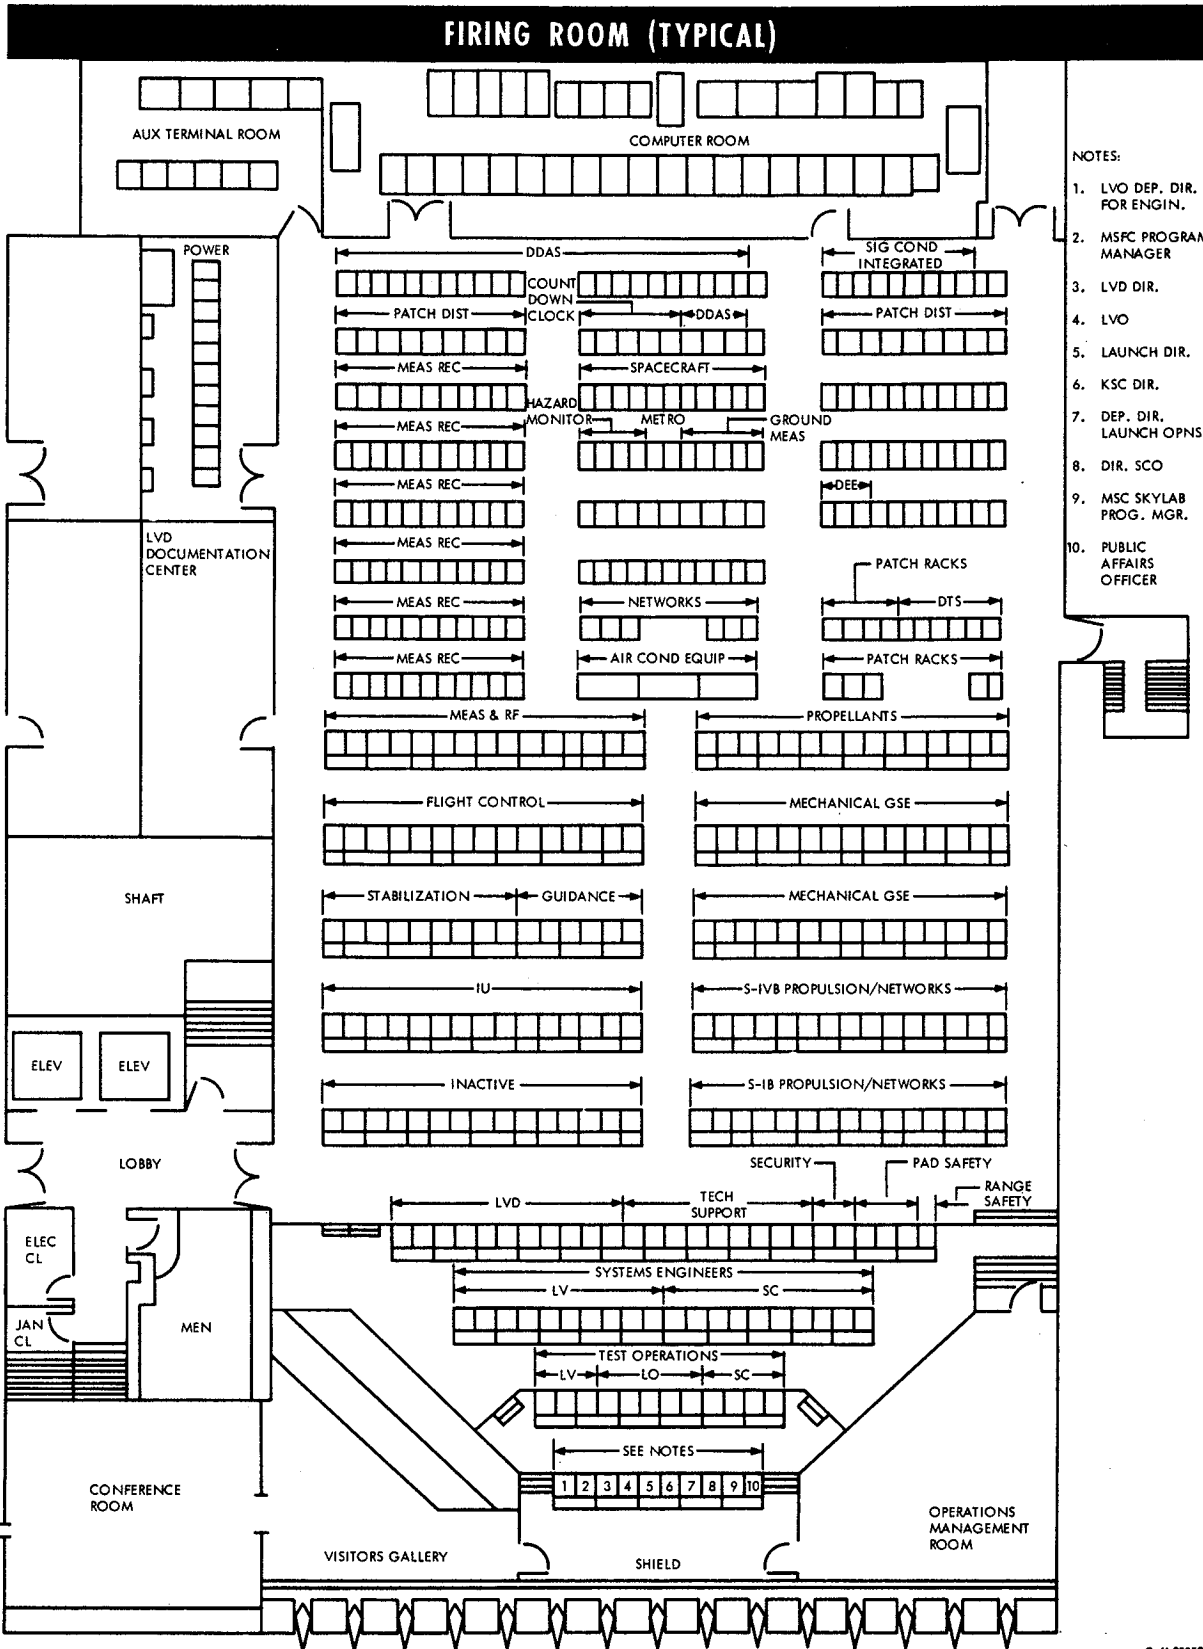 FIRING ROOM (TYPICAL)
AUX TERMINAL ROOM
COMPUTER ROOM
NOTES:
1. LVO DEP. DIR.
FOR ENGIN.
2. MSFC PROGRAM
MANAGER
3. LVD DIR.
4. LVO
5. LAUNCH DIR.
6. KSC DIR.
7. DEP. DIR.
LAUNCH OPNS
8. DIR. SCO
9. MSC SKYLAB
PROG. MGR.
10. PUBLIC
AFFAIRS
OFFICER
POWER
DDAS
SIG COND
INTEGRATED
COUNT
DOWN
CLOCK
PATCH DIST
DDAS
PATCH DIST
MEAS REC
SPACECRAFT
HAZARD
MONITOR
METRO
GROUND
MEAS
MEAS REC
MEAS REC
DEE
LVD
DOCUMENTATION
CENTER
MEAS REC
PATCH RACKS
MEAS REC
NETWORKS
DTS
MEAS REC
AIR COND EQUIP
PATCH RACKS
MEAS & RF
PROPELLANTS
FLIGHT CONTROL
MECHANICAL GSE
SHAFT
STABILIZATION
GUIDANCE
MECHANICAL GSE
IU
S-IVB PROPULSION/NETWORKS
ELEV
ELEV
INACTIVE
S-IB PROPULSION/NETWORKS
LOBBY
SECURITY
PAD SAFETY
RANGE
SAFETY
LVD
TECH
SUPPORT
ELEC
CL
SYSTEMS ENGINEERS
LV
SC
JAN
CL
MEN
TEST OPERATIONS
LV
LO
SC
SEE NOTES
1 2 3 4 5 6 7 8 9 10
CONFERENCE
ROOM
OPERATIONS
MANAGEMENT
ROOM
VISITORS GALLERY
SHIELD